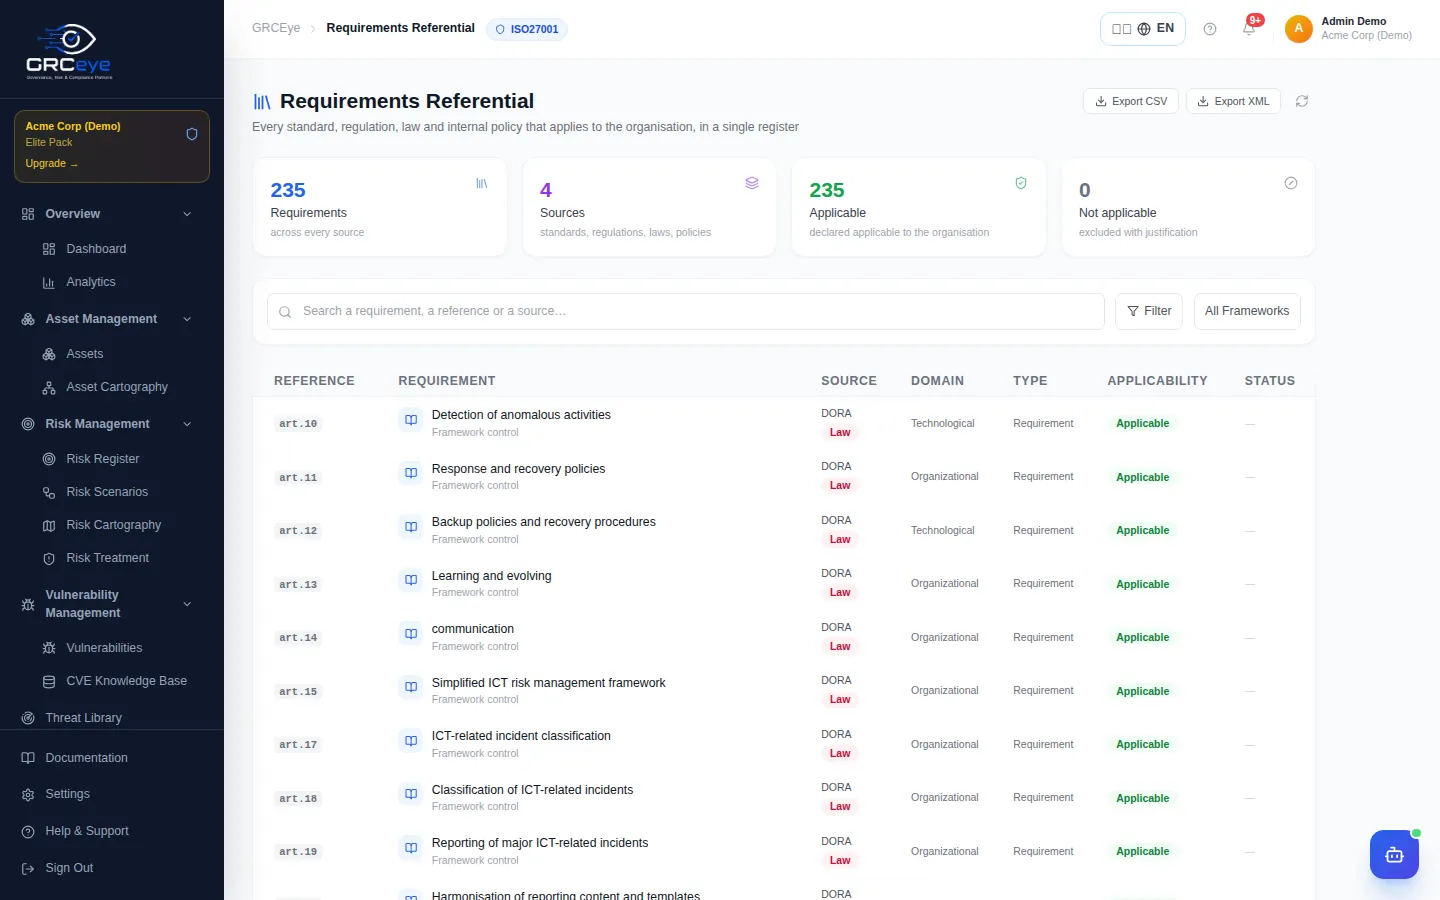 GRCeye
Governance, Risk & Compliance Platform
Acme Corp (Demo)
Elite Pack
Upgrade →
Overview
Dashboard
Analytics
Asset Management
Assets
Asset Cartography
Risk Management
Risk Register
Risk Scenarios
Risk Cartography
Risk Treatment
Vulnerability
Management
Vulnerabilities
CVE Knowledge Base
Threat Library
Documentation
Settings
Help & Support
Sign Out
GRCEye > Requirements Referential ISO27001
EN
9+
A
Admin Demo
Acme Corp (Demo)
Requirements Referential
Every standard, regulation, law and internal policy that applies to the organisation, in a single register
Export CSV
Export XML
235
Requirements
across every source
4
Sources
standards, regulations, laws, policies
235
Applicable
declared applicable to the organisation
0
Not applicable
excluded with justification
Search a requirement, a reference or a source...
Filter
All Frameworks
REFERENCE REQUIREMENT SOURCE DOMAIN TYPE APPLICABILITY STATUS
art.10 Detection of anomalous activities DORA Technological Requirement Applicable —
Framework control Law
art.11 Response and recovery policies DORA Organizational Requirement Applicable —
Framework control Law
art.12 Backup policies and recovery procedures DORA Technological Requirement Applicable —
Framework control Law
art.13 Learning and evolving DORA Organizational Requirement Applicable —
Framework control Law
art.14 communication DORA Organizational Requirement Applicable —
Framework control Law
art.15 Simplified ICT risk management framework DORA Organizational Requirement Applicable —
Framework control Law
art.17 ICT-related incident classification DORA Organizational Requirement Applicable —
Framework control Law
art.18 Classification of ICT-related incidents DORA Organizational Requirement Applicable —
Framework control Law
art.19 Reporting of major ICT-related incidents DORA Organizational Requirement Applicable —
Framework control Law
Harmonisation of reporting content and templates DORA